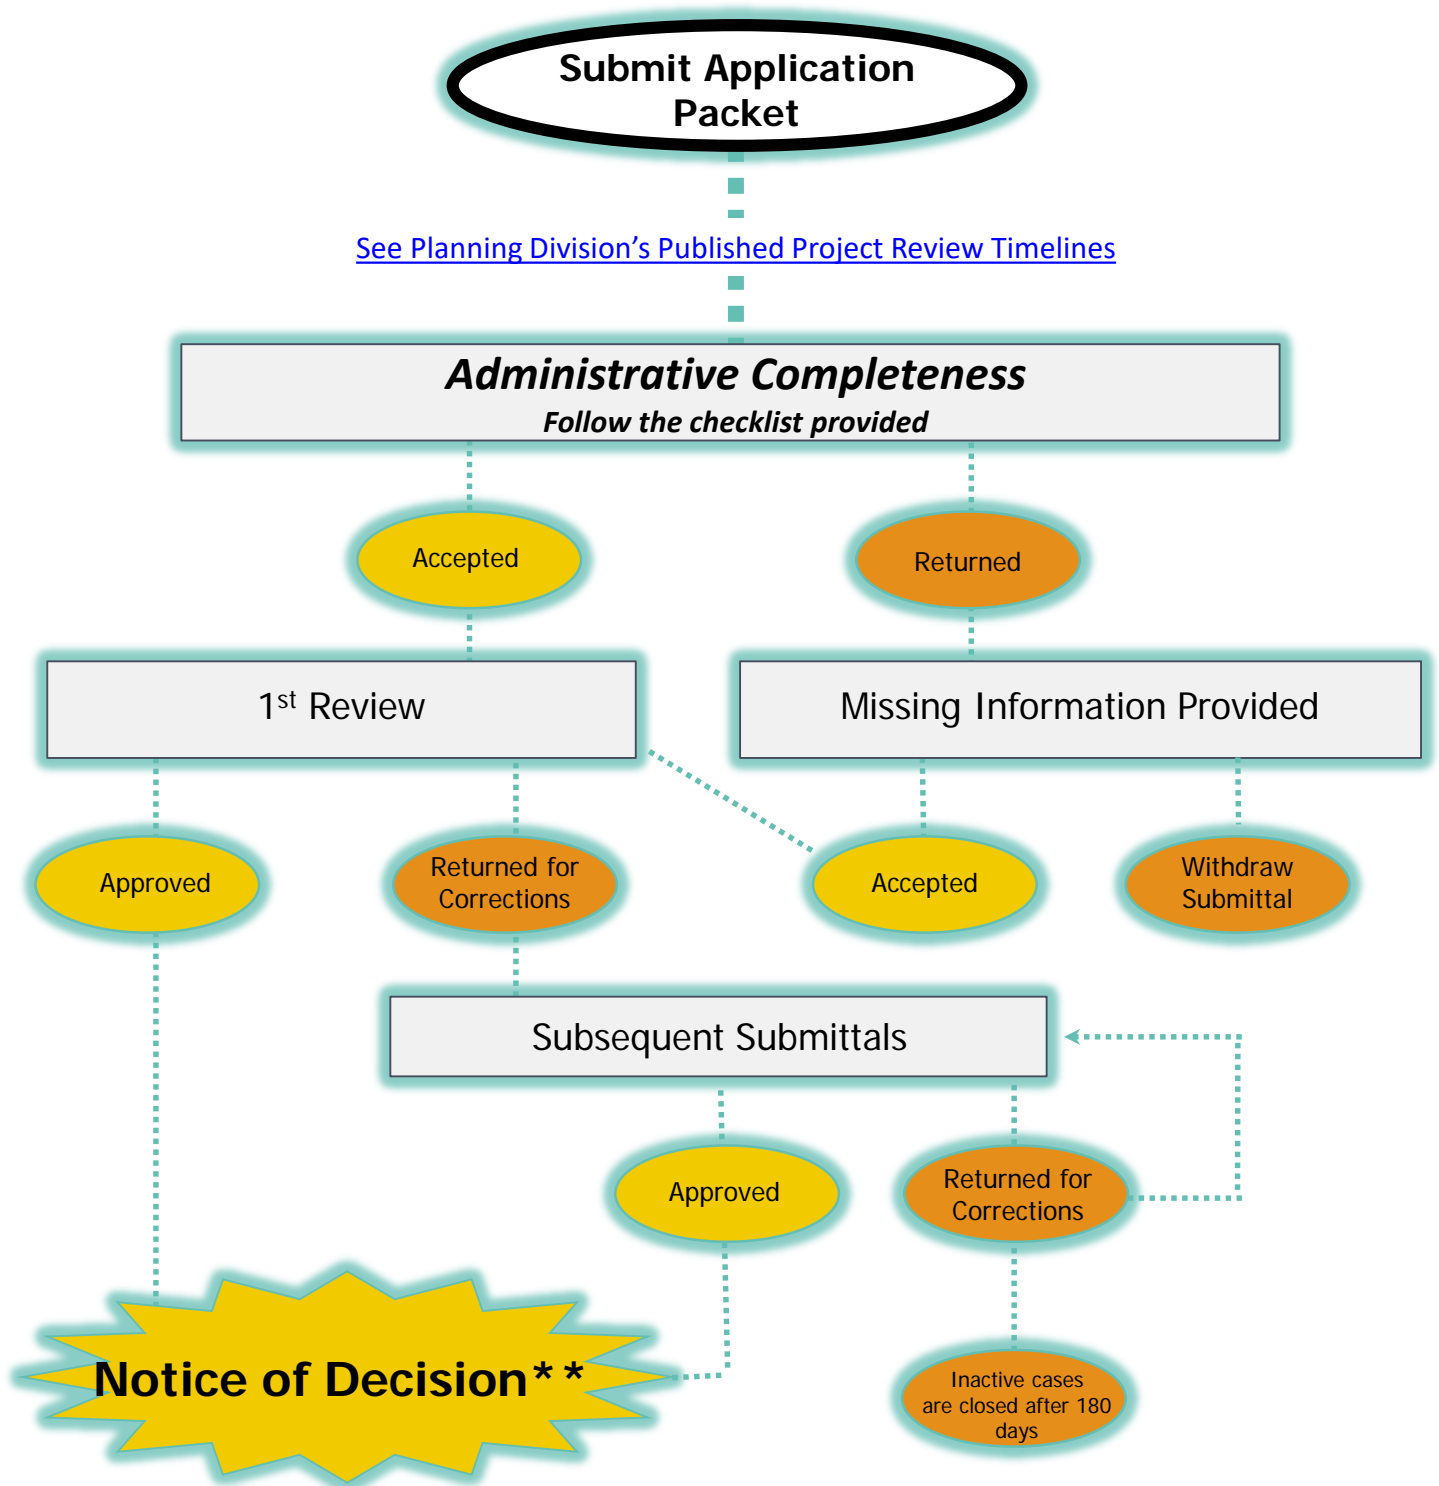 Submit Application
Packet
See Planning Division’s Published Project Review Timelines
Administrative Completeness
Follow the checklist provided
Accepted
Returned
1st Review
Missing Information Provided
Approved
Returned for
Corrections
Accepted
Withdraw
Submittal
Subsequent Submittals
Approved
Returned for
Corrections
Notice of Decision**
Inactive cases
are closed after 180
days